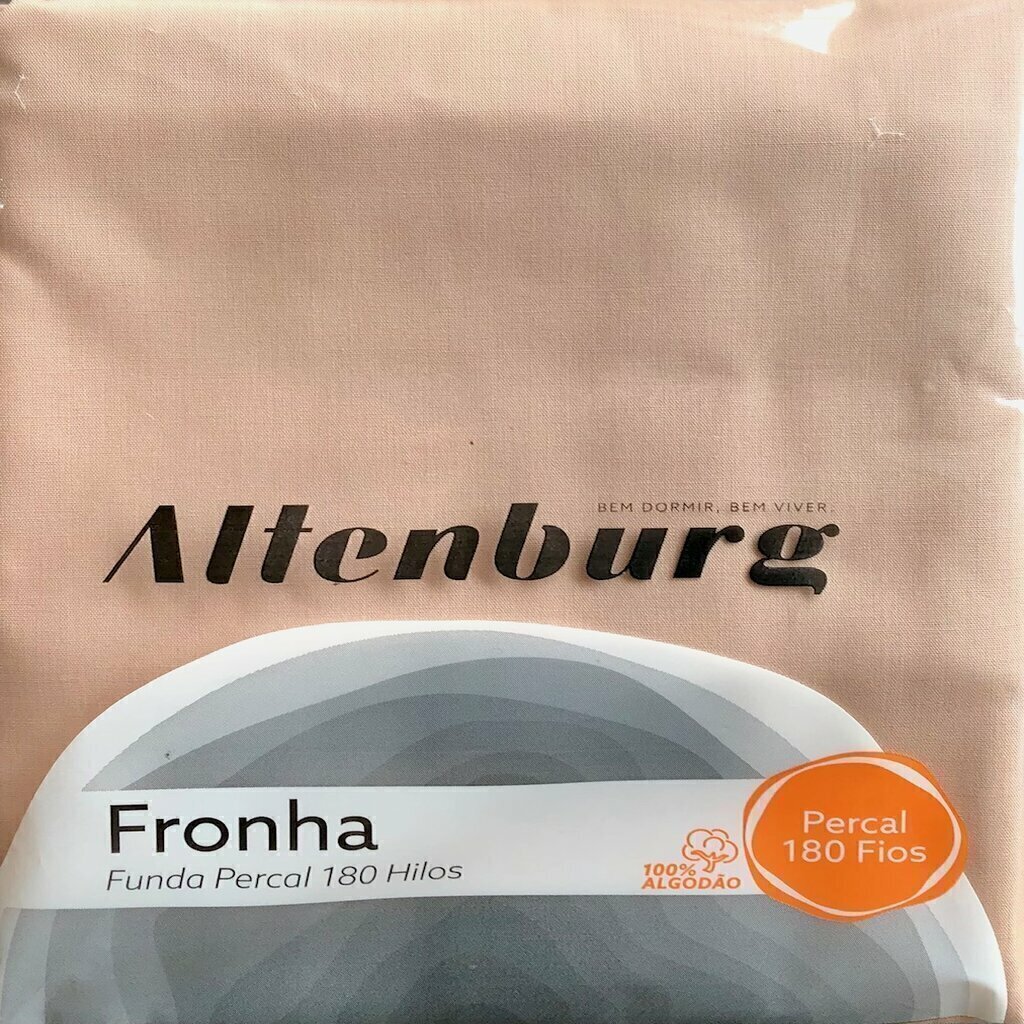 BEM DORMIR, BEM VIVER.
Altenburg
Fronha
Funda Percal 180 Hilos
100%
ALGODÃO
Percal
180 Fios